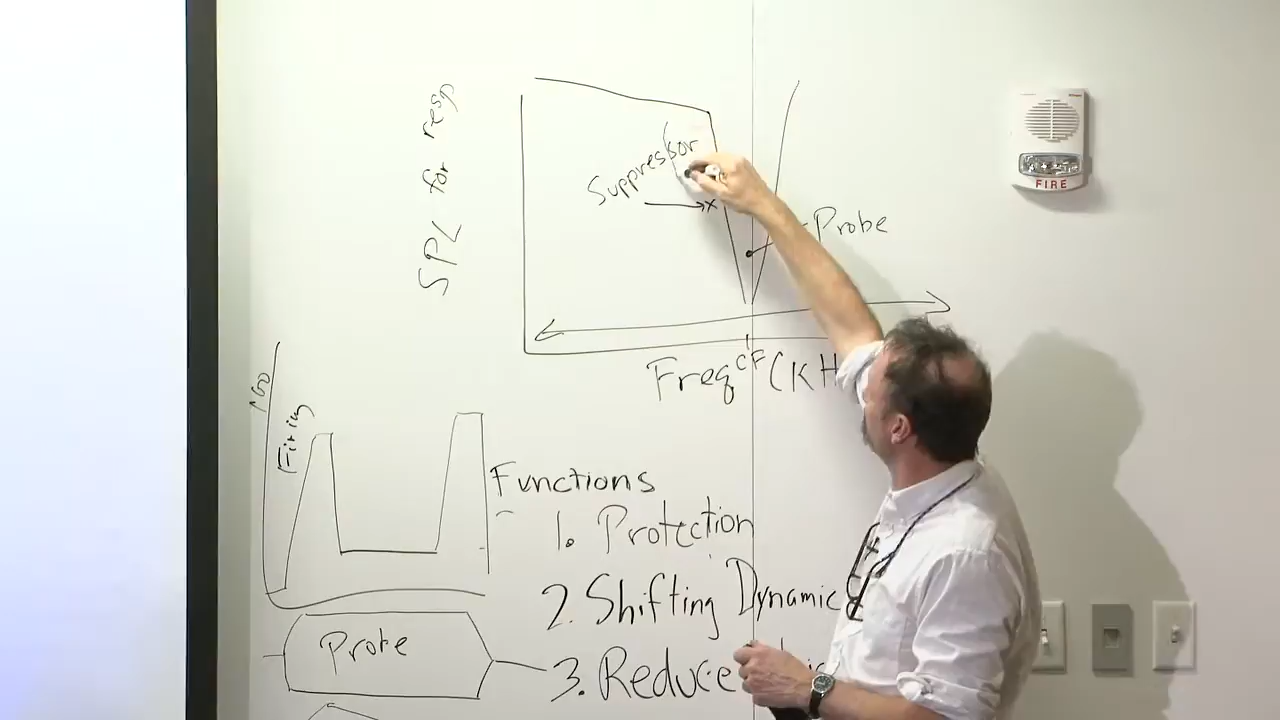 SPL for resp
Suppressor
x
Probe
CF
Freq (KH
Firing
Functions
1. Protection
2. Shifting Dynamic
3. Reduce
Probe
FIRE